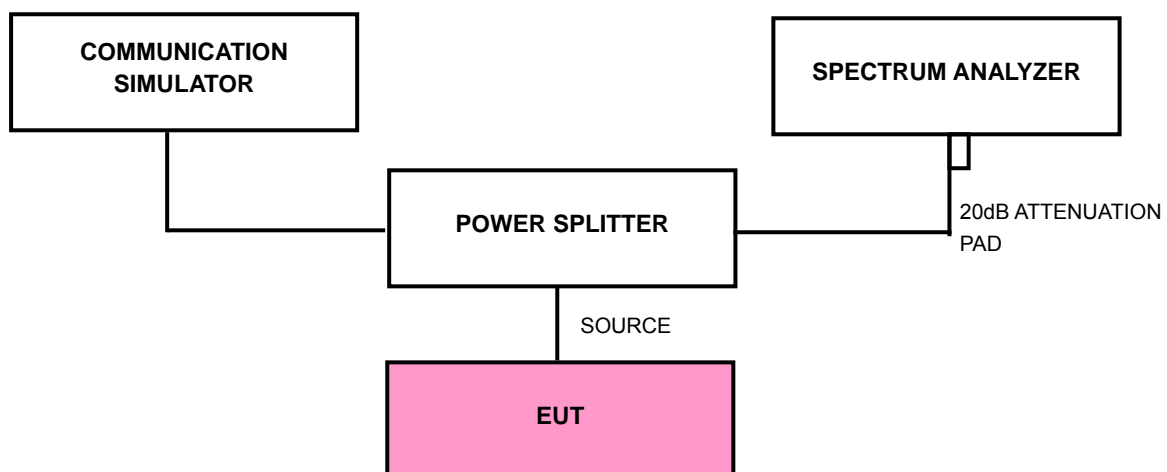 COMMUNICATION
SIMULATOR
SPECTRUM ANALYZER
POWER SPLITTER
20dB ATTENUATION
PAD
SOURCE
EUT